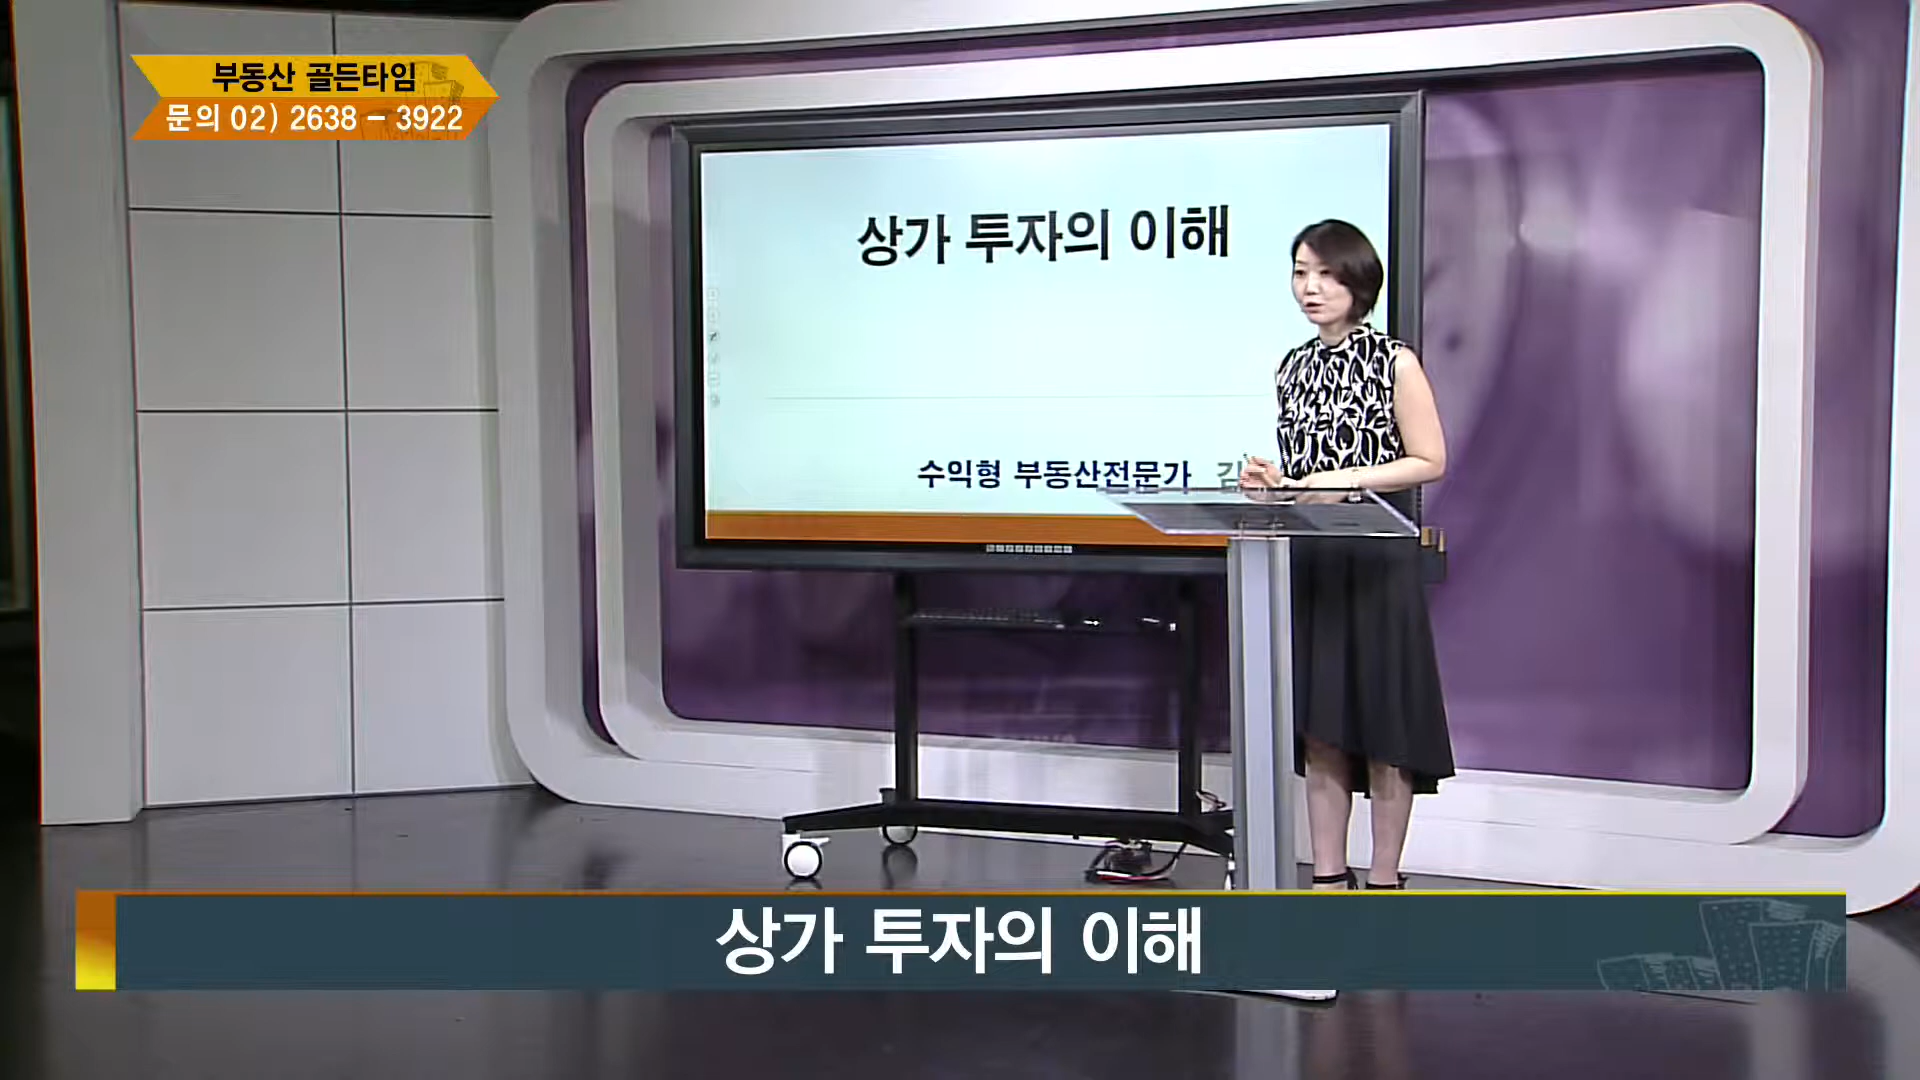 부동산 골든타임
문의 02) 2638 - 3922
상가 투자의 이해
수익형 부동산전문가 김
상가 투자의 이해